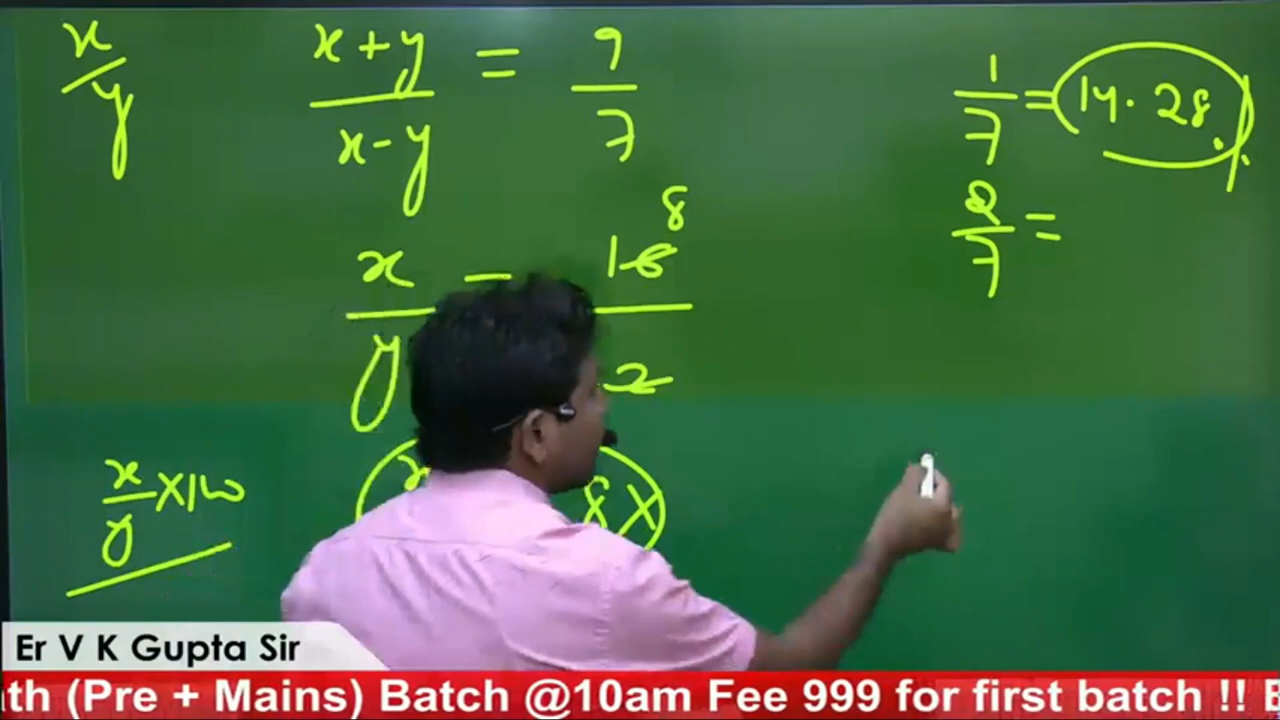 x/y
(x+y)/(x-y) = 9/7
1/7 = 14.28%
2/7 =
8
x/y = 16/2
x/y X100
8X
Er V K Gupta Sir
th (Pre + Mains) Batch @10am Fee 999 for first batch !!